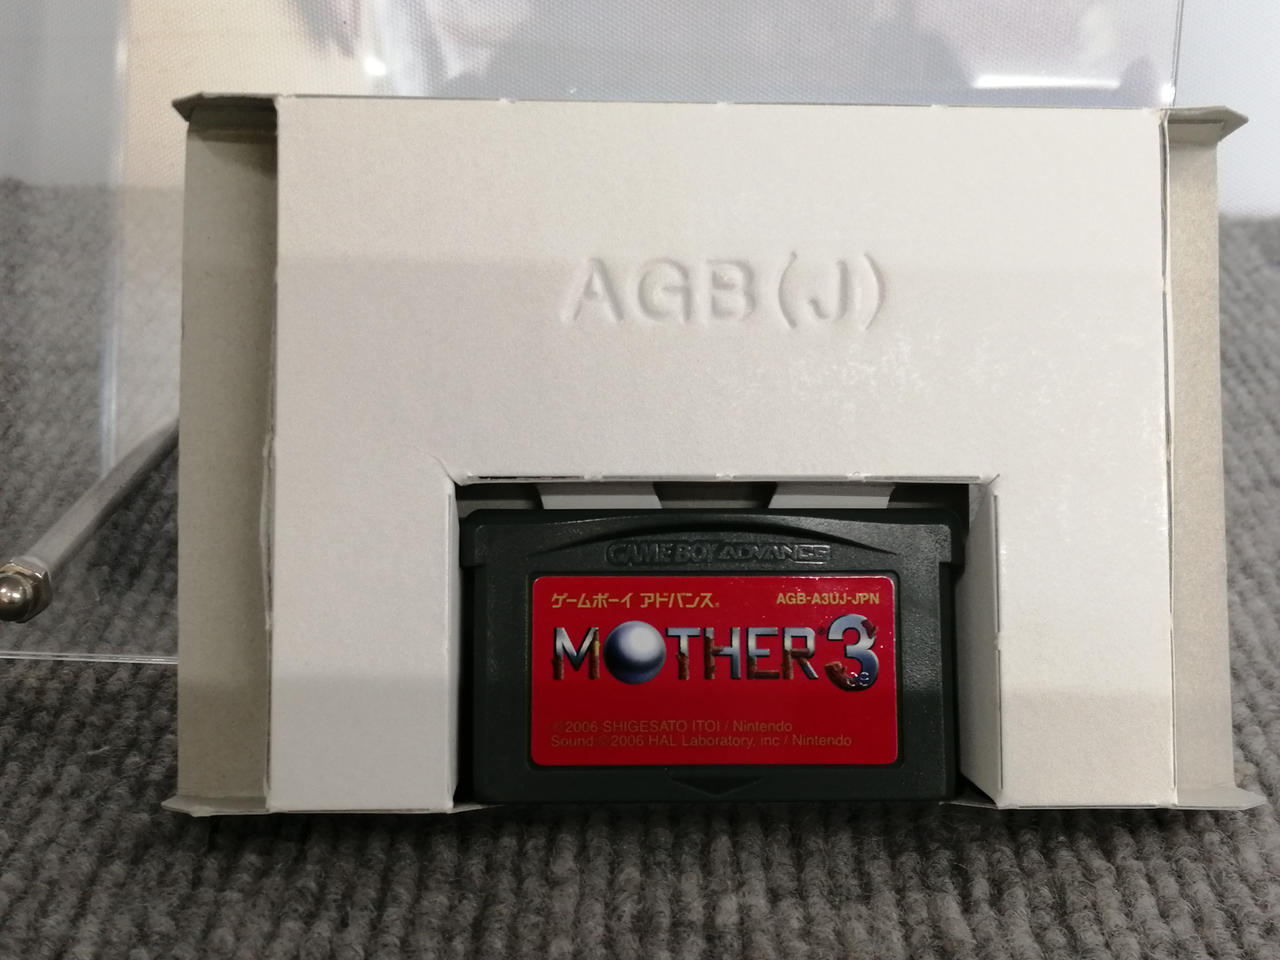 AGB(J)
GAME BOY ADVANCE
ゲームボーイ アドバンス® AGB-A3UJ-JPN
MOTHER3
©2006 SHIGESATO ITOI / Nintendo
Sound:©2006 HAL Laboratory, inc / Nintendo